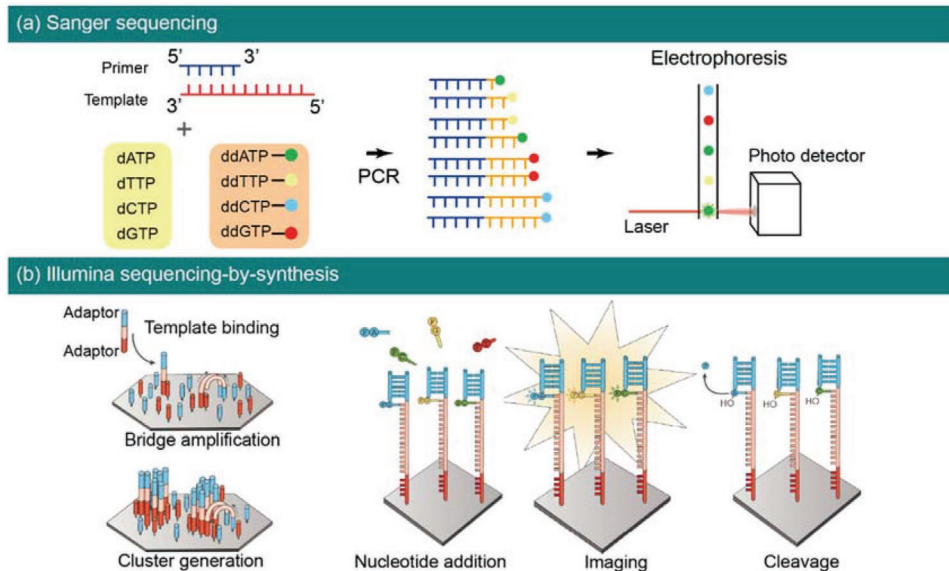 (a) Sanger sequencing
5’ 3’
Primer
Template
3’ 5’
+
dATP
dTTP
dCTP
dGTP
ddATP
ddTTP
ddCTP
ddGTP
PCR
Electrophoresis
Photo detector
Laser
(b) Illumina sequencing-by-synthesis
Adaptor
Adaptor
Template binding
Bridge amplification
Cluster generation
Nucleotide addition
Imaging
HO
HO
HO
Cleavage